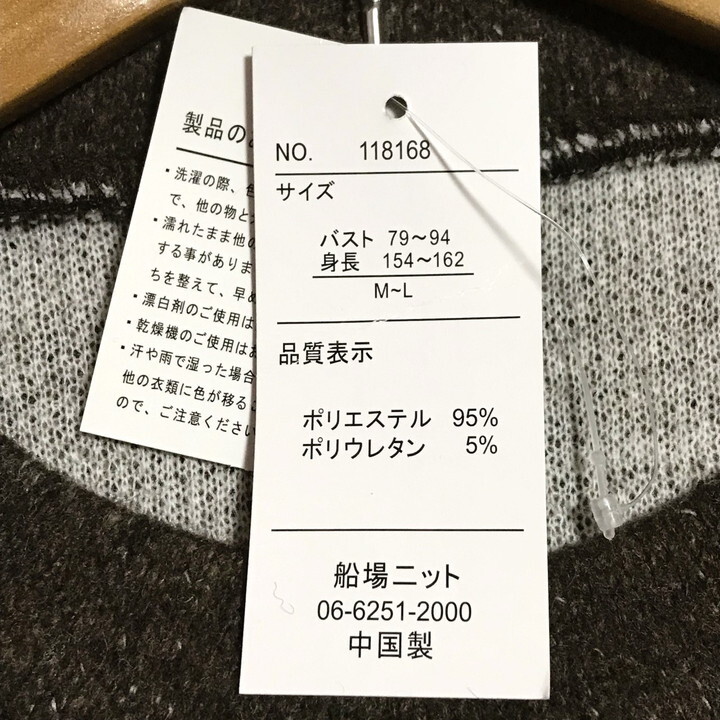 製品の
・洗濯の際、色
で、他の物と
・濡れたまま他の
する事がありま
ちを整えて、早め
・漂白剤のご使用は
・乾燥機のご使用はお
・汗や雨で湿った場合
他の衣類に色が移るこ
ので、ご注意ください
NO. 118168
サイズ
バスト 79～94
身長 154～162
M~L
品質表示
ポリエステル 95%
ポリウレタン 5%
船場ニット
06-6251-2000
中国製